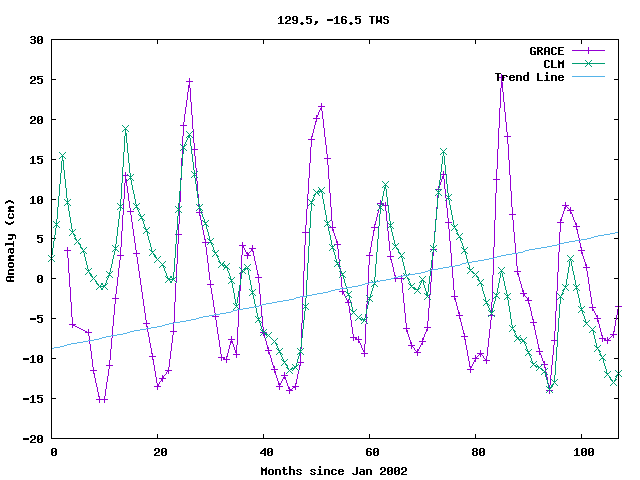 129.5, -16.5 TWS
GRACE
CLM
Trend Line
30
25
20
15
10
5
0
-5
-10
-15
-20
Anomaly (cm)
0 20 40 60 80 100
Months since Jan 2002